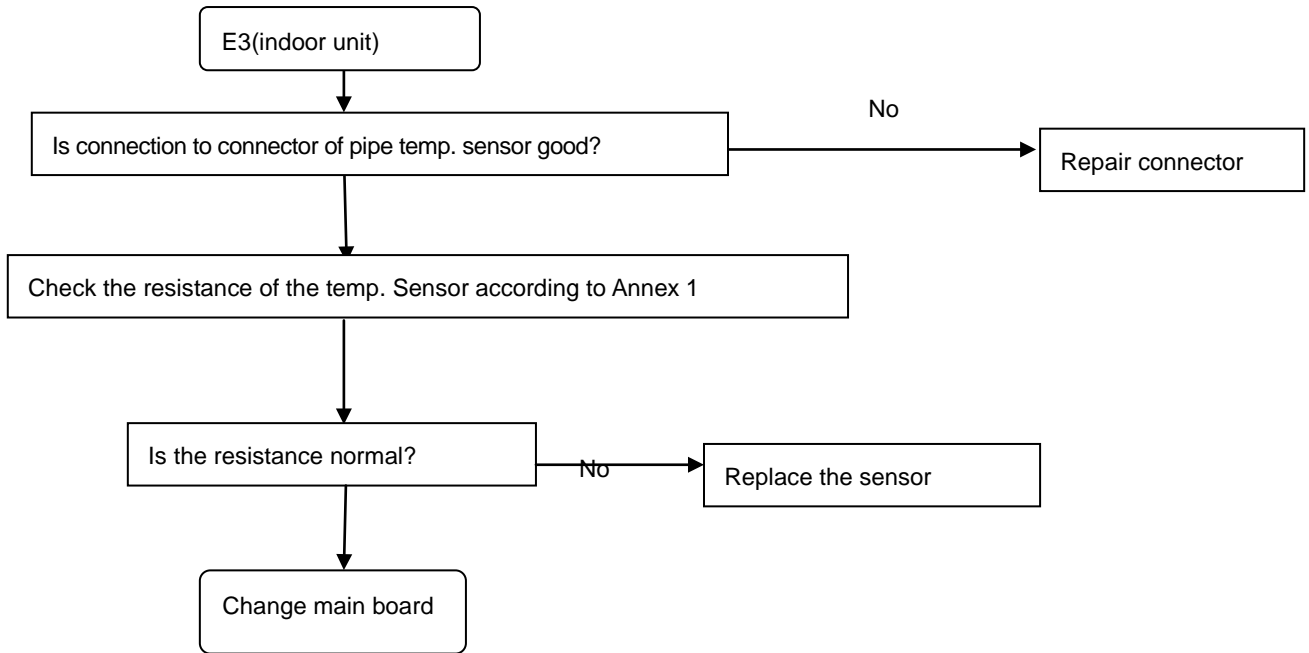 E3(indoor unit)
No
Is connection to connector of pipe temp. sensor good?
Repair connector
Check the resistance of the temp. Sensor according to Annex 1
Is the resistance normal?
No
Replace the sensor
Change main board